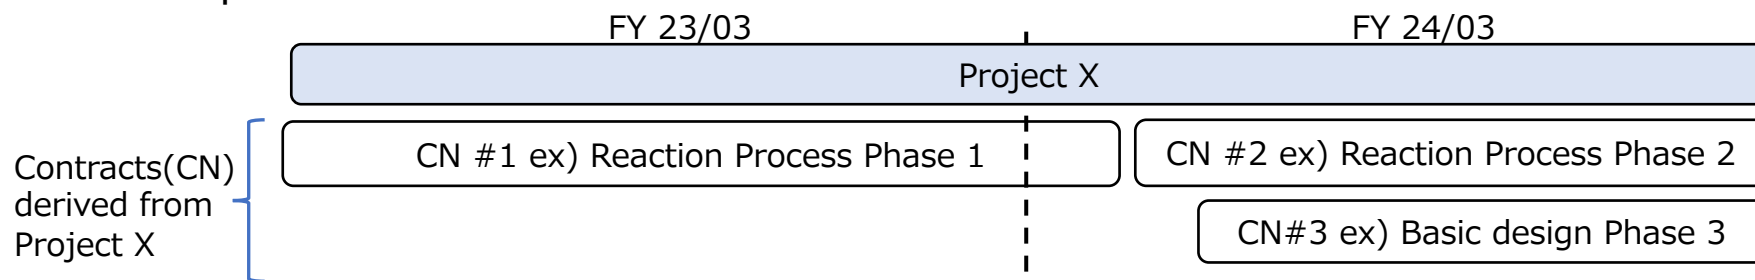 FY 23/03
FY 24/03
Project X
CN #1 ex) Reaction Process Phase 1
CN #2 ex) Reaction Process Phase 2
Contracts(CN)
derived from
Project X
CN#3 ex) Basic design Phase 3